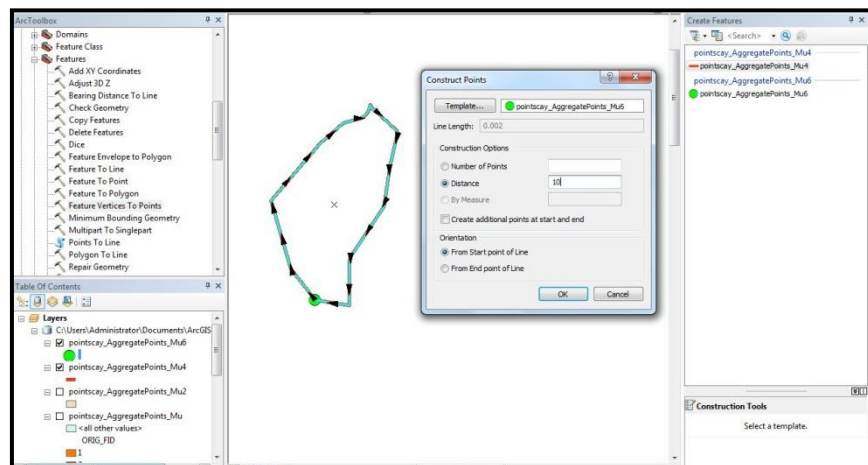 ArcToolbox
Domains
Feature Class
Features
Add XY Coordinates
Adjust 3D Z
Bearing Distance To Line
Check Geometry
Copy Features
Delete Features
Dice
Feature Envelope to Polygon
Feature To Line
Feature To Point
Feature To Polygon
Feature Vertices To Points
Minimum Bounding Geometry
Multipart To Singlepart
Points To Line
Polygon To Line
Repair Geometry
Table Of Contents
Layers
C:\Users\Administrator\Documents\ArcGIS
pointscay_AggregatePoints_Mu6
pointscay_AggregatePoints_Mu4
pointscay_AggregatePoints_Mu2
pointscay_AggregatePoints_Mu
<all other values>
ORIG_FID
1
Construct Points
Template... pointscay_AggregatePoints_Mu6
Line Length: 0.002
Construction Options
Number of Points
Distance 10
By Measure
Create additional points at start and end
Orientation
From Start point of Line
From End point of Line
OK Cancel
Create Features
<Search>
pointscay_AggregatePoints_Mu4
pointscay_AggregatePoints_Mu4
pointscay_AggregatePoints_Mu6
pointscay_AggregatePoints_Mu6
Construction Tools
Select a template.